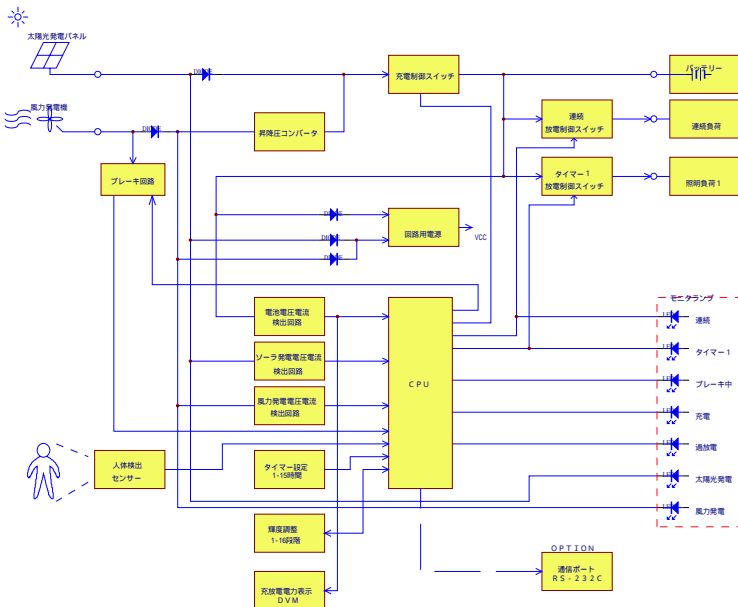 太陽光発電パネル
DIODE
充電制御スイッチ
バッテリー
風力発電機
DIODE
昇降圧コンバータ
連続
放電制御スイッチ
連続負荷
ブレーキ回路
タイマー1
放電制御スイッチ
照明負荷1
DIODE
回路用電源
VCC
DIODE
DIODE
モニタランプ
電池電圧電流
検出回路
CPU
LED
連続
ソーラ発電電圧電流
検出回路
LED
タイマー1
風力発電電圧電流
検出回路
LED
ブレーキ中
LED
充電
人体検出
センサー
タイマー設定
1-15時間
LED
過放電
LED
太陽光発電
輝度調整
1-16段階
LED
風力発電
OPTION
通信ポート
RS-232C
充放電電力表示
DVM